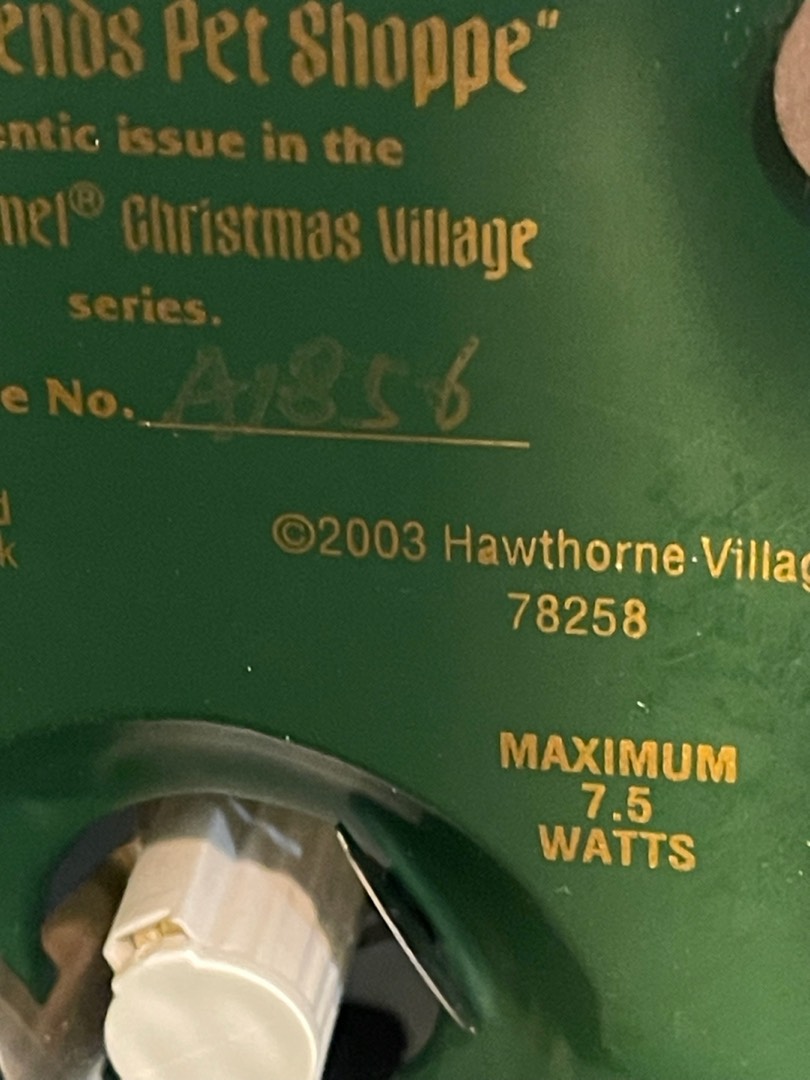 ends Pet Shoppe"
entic issue in the
mel® Christmas Village
series.
e No. A1856
d
k
©2003 Hawthorne Villag
78258
MAXIMUM
7.5
WATTS